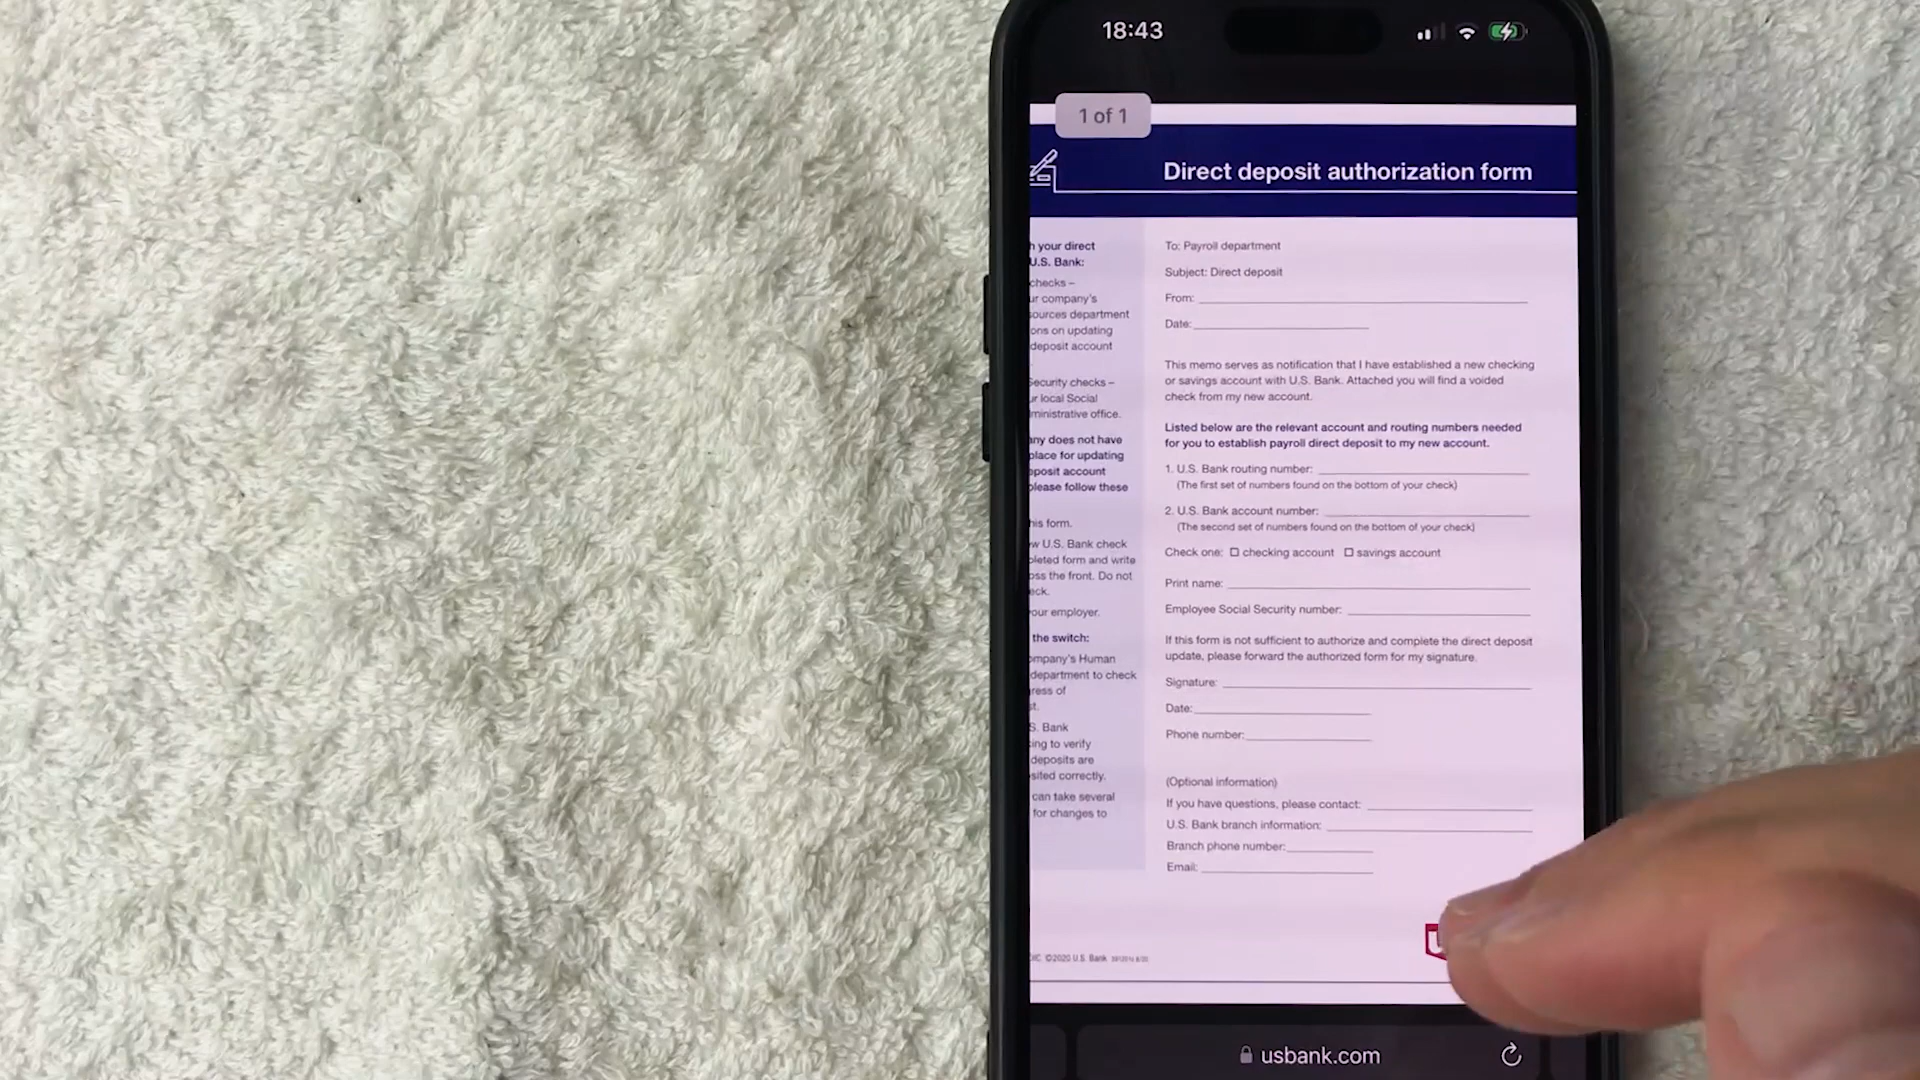 18:43
1 of 1
Direct deposit authorization form
h your direct
U.S. Bank:
checks –
ur company's
sources department
ons on updating
deposit account
Security checks –
ur local Social
ministrative office.
any does not have
place for updating
eposit account
please follow these
his form.
w U.S. Bank check
pleted form and write
oss the front. Do not
eck.
our employer.
the switch:
ompany's Human
department to check
ress of
st.
S. Bank
ing to verify
deposits are
sited correctly.
can take several
for changes to
To: Payroll department
Subject: Direct deposit
From:
Date:
This memo serves as notification that I have established a new checking
or savings account with U.S. Bank. Attached you will find a voided
check from my new account.
Listed below are the relevant account and routing numbers needed
for you to establish payroll direct deposit to my new account.
1. U.S. Bank routing number:
(The first set of numbers found on the bottom of your check)
2. U.S. Bank account number:
(The second set of numbers found on the bottom of your check)
Check one: ☐ checking account ☐ savings account
Print name:
Employee Social Security number:
If this form is not sufficient to authorize and complete the direct deposit
update, please forward the authorized form for my signature.
Signature:
Date:
Phone number:
(Optional information)
If you have questions, please contact:
U.S. Bank branch information:
Branch phone number:
Email:
©2020 U.S. Bank
usbank.com